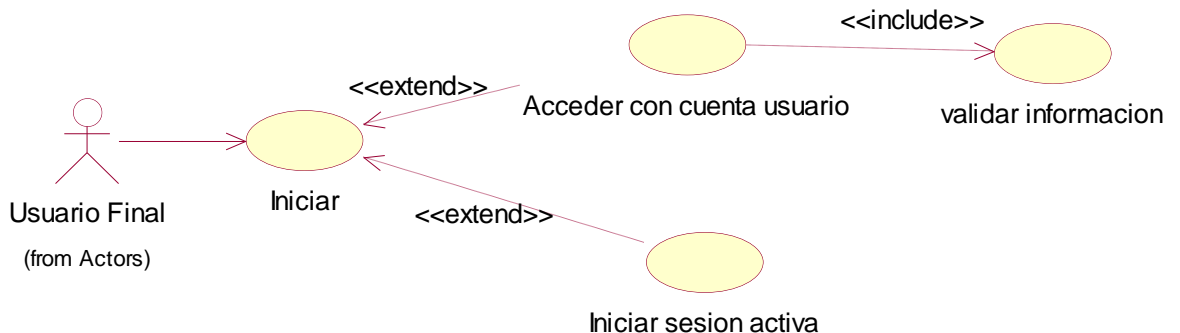 <<include>>
<<extend>>
Acceder con cuenta usuario
validar informacion
Iniciar
Usuario Final
(from Actors)
<<extend>>
Iniciar sesion activa